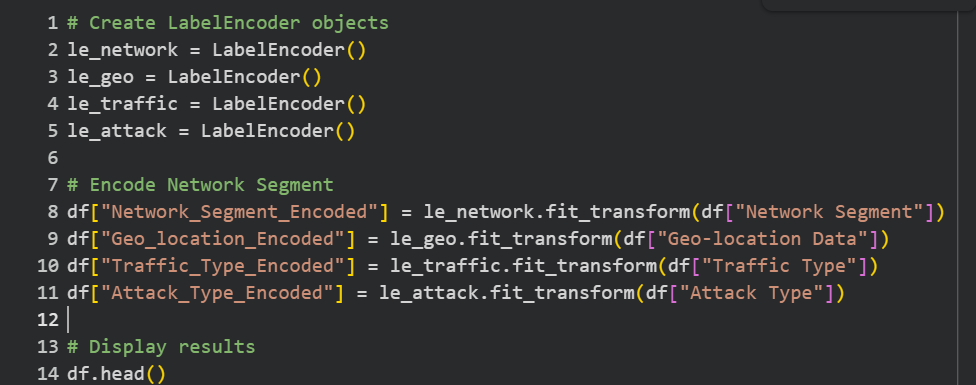 1 # Create LabelEncoder objects
2 le_network = LabelEncoder()
3 le_geo = LabelEncoder()
4 le_traffic = LabelEncoder()
5 le_attack = LabelEncoder()
6
7 # Encode Network Segment
8 df["Network_Segment_Encoded"] = le_network.fit_transform(df["Network Segment"])
9 df["Geo_location_Encoded"] = le_geo.fit_transform(df["Geo-location Data"])
10 df["Traffic_Type_Encoded"] = le_traffic.fit_transform(df["Traffic Type"])
11 df["Attack_Type_Encoded"] = le_attack.fit_transform(df["Attack Type"])
12
13 # Display results
14 df.head()